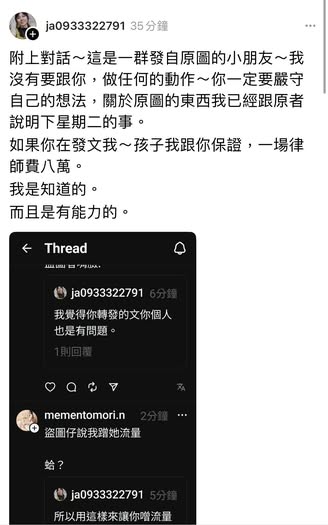 ja0933322791 35分鐘
附上對話～這是一群發自原圖的小朋友～我
沒有要跟你，做任何的動作～你一定要嚴守
自己的想法，關於原圖的東西我已經跟原者
說明下星期二的事。
如果你在發文我～孩子我跟你保證，一場律
師費八萬。
我是知道的。
而且是有能力的。
Thread
ja0933322791 6分鐘
我覺得你轉發的文你個人
也是有問題。
1則回覆
mementomori.n 2分鐘
盜圖仔說我蹭她流量
蛤？
ja0933322791 5分鐘
所以用這樣來讓你噌流量